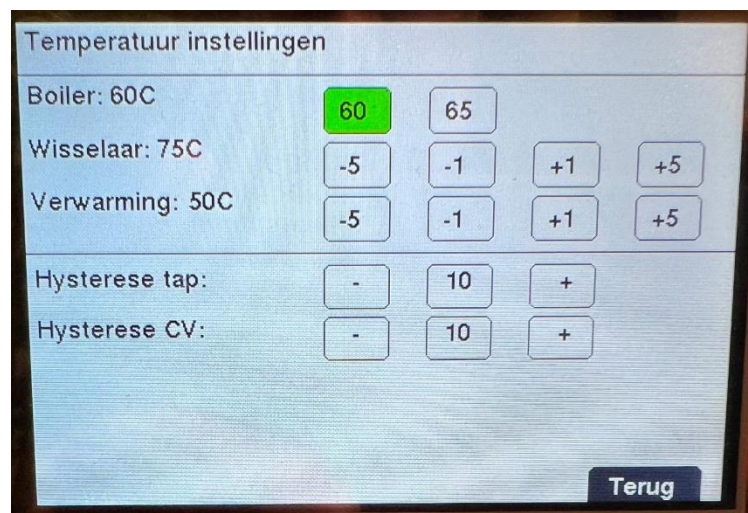 Temperatuur instellingen
Boiler: 60C 60 65
Wisselaar: 75C -5 -1 +1 +5
Verwarming: 50C -5 -1 +1 +5
Hysterese tap: - 10 +
Hysterese CV: - 10 +
Terug